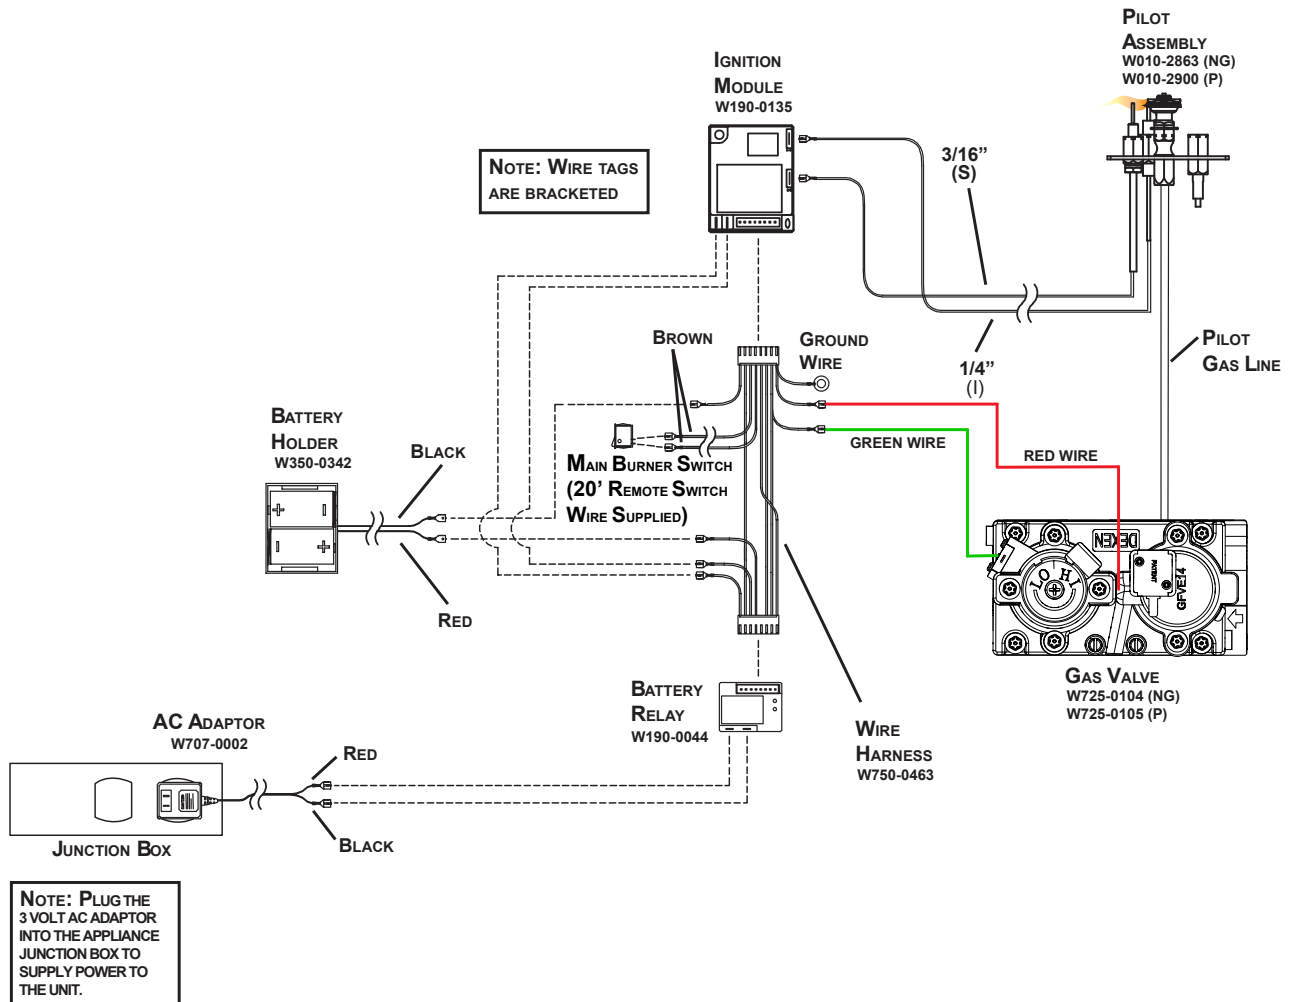 Pilot
Assembly
W010-2863 (NG)
W010-2900 (P)
Ignition
Module
W190-0135
Note: Wire tags
are bracketed
3/16”
(S)
1/4”
(I)
Pilot
Gas Line
Brown
Ground
Wire
GREEN WIRE
RED WIRE
Battery
Holder
W350-0342
+ -
- +
Black
Red
Main Burner Switch
(20’ Remote Switch
Wire Supplied)
DEXEN
LO HI
PATENT
GFVE14
Gas Valve
W725-0104 (NG)
W725-0105 (P)
Battery
Relay
W190-0044
Wire
Harness
W750-0463
AC Adaptor
W707-0002
Red
Black
Junction Box
Note: Plug the
3 volt AC adaptor
into the appliance
junction box to
supply power to
the unit.